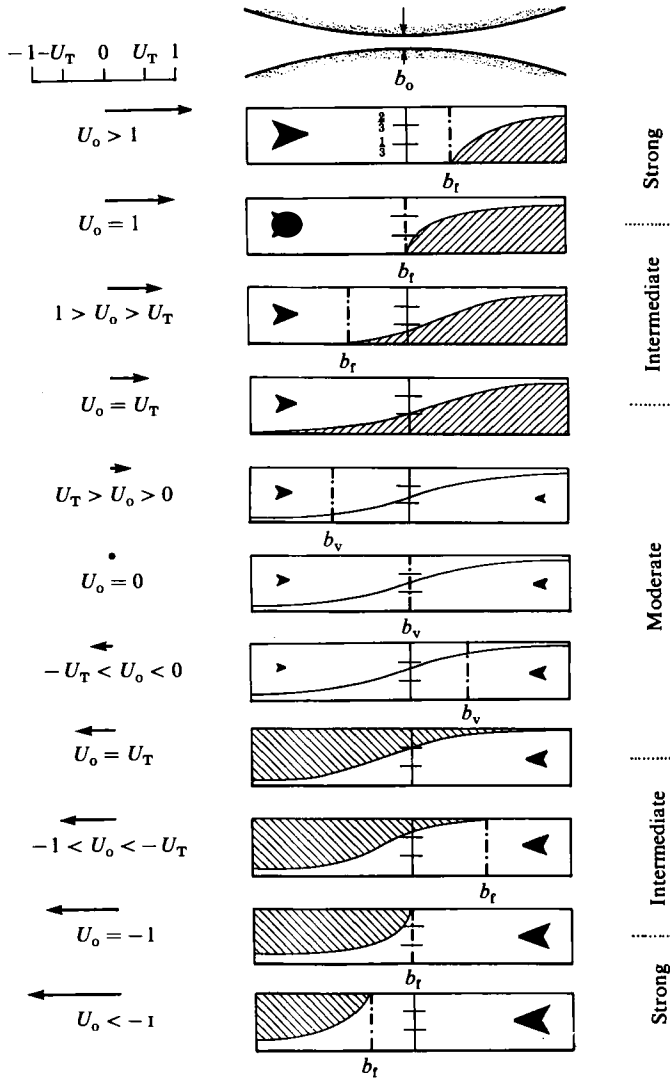 −1 −U_T 0 U_T 1
b_o
U_o > 1
2/3
1/3
b_f
Strong
U_o = 1
b_f
1 > U_o > U_T
b_f
Intermediate
U_o = U_T
U_T > U_o > 0
b_v
U_o = 0
b_v
Moderate
−U_T < U_o < 0
b_v
U_o = U_T
−1 < U_o < −U_T
b_f
Intermediate
U_o = −1
b_f
U_o < −1
b_f
Strong